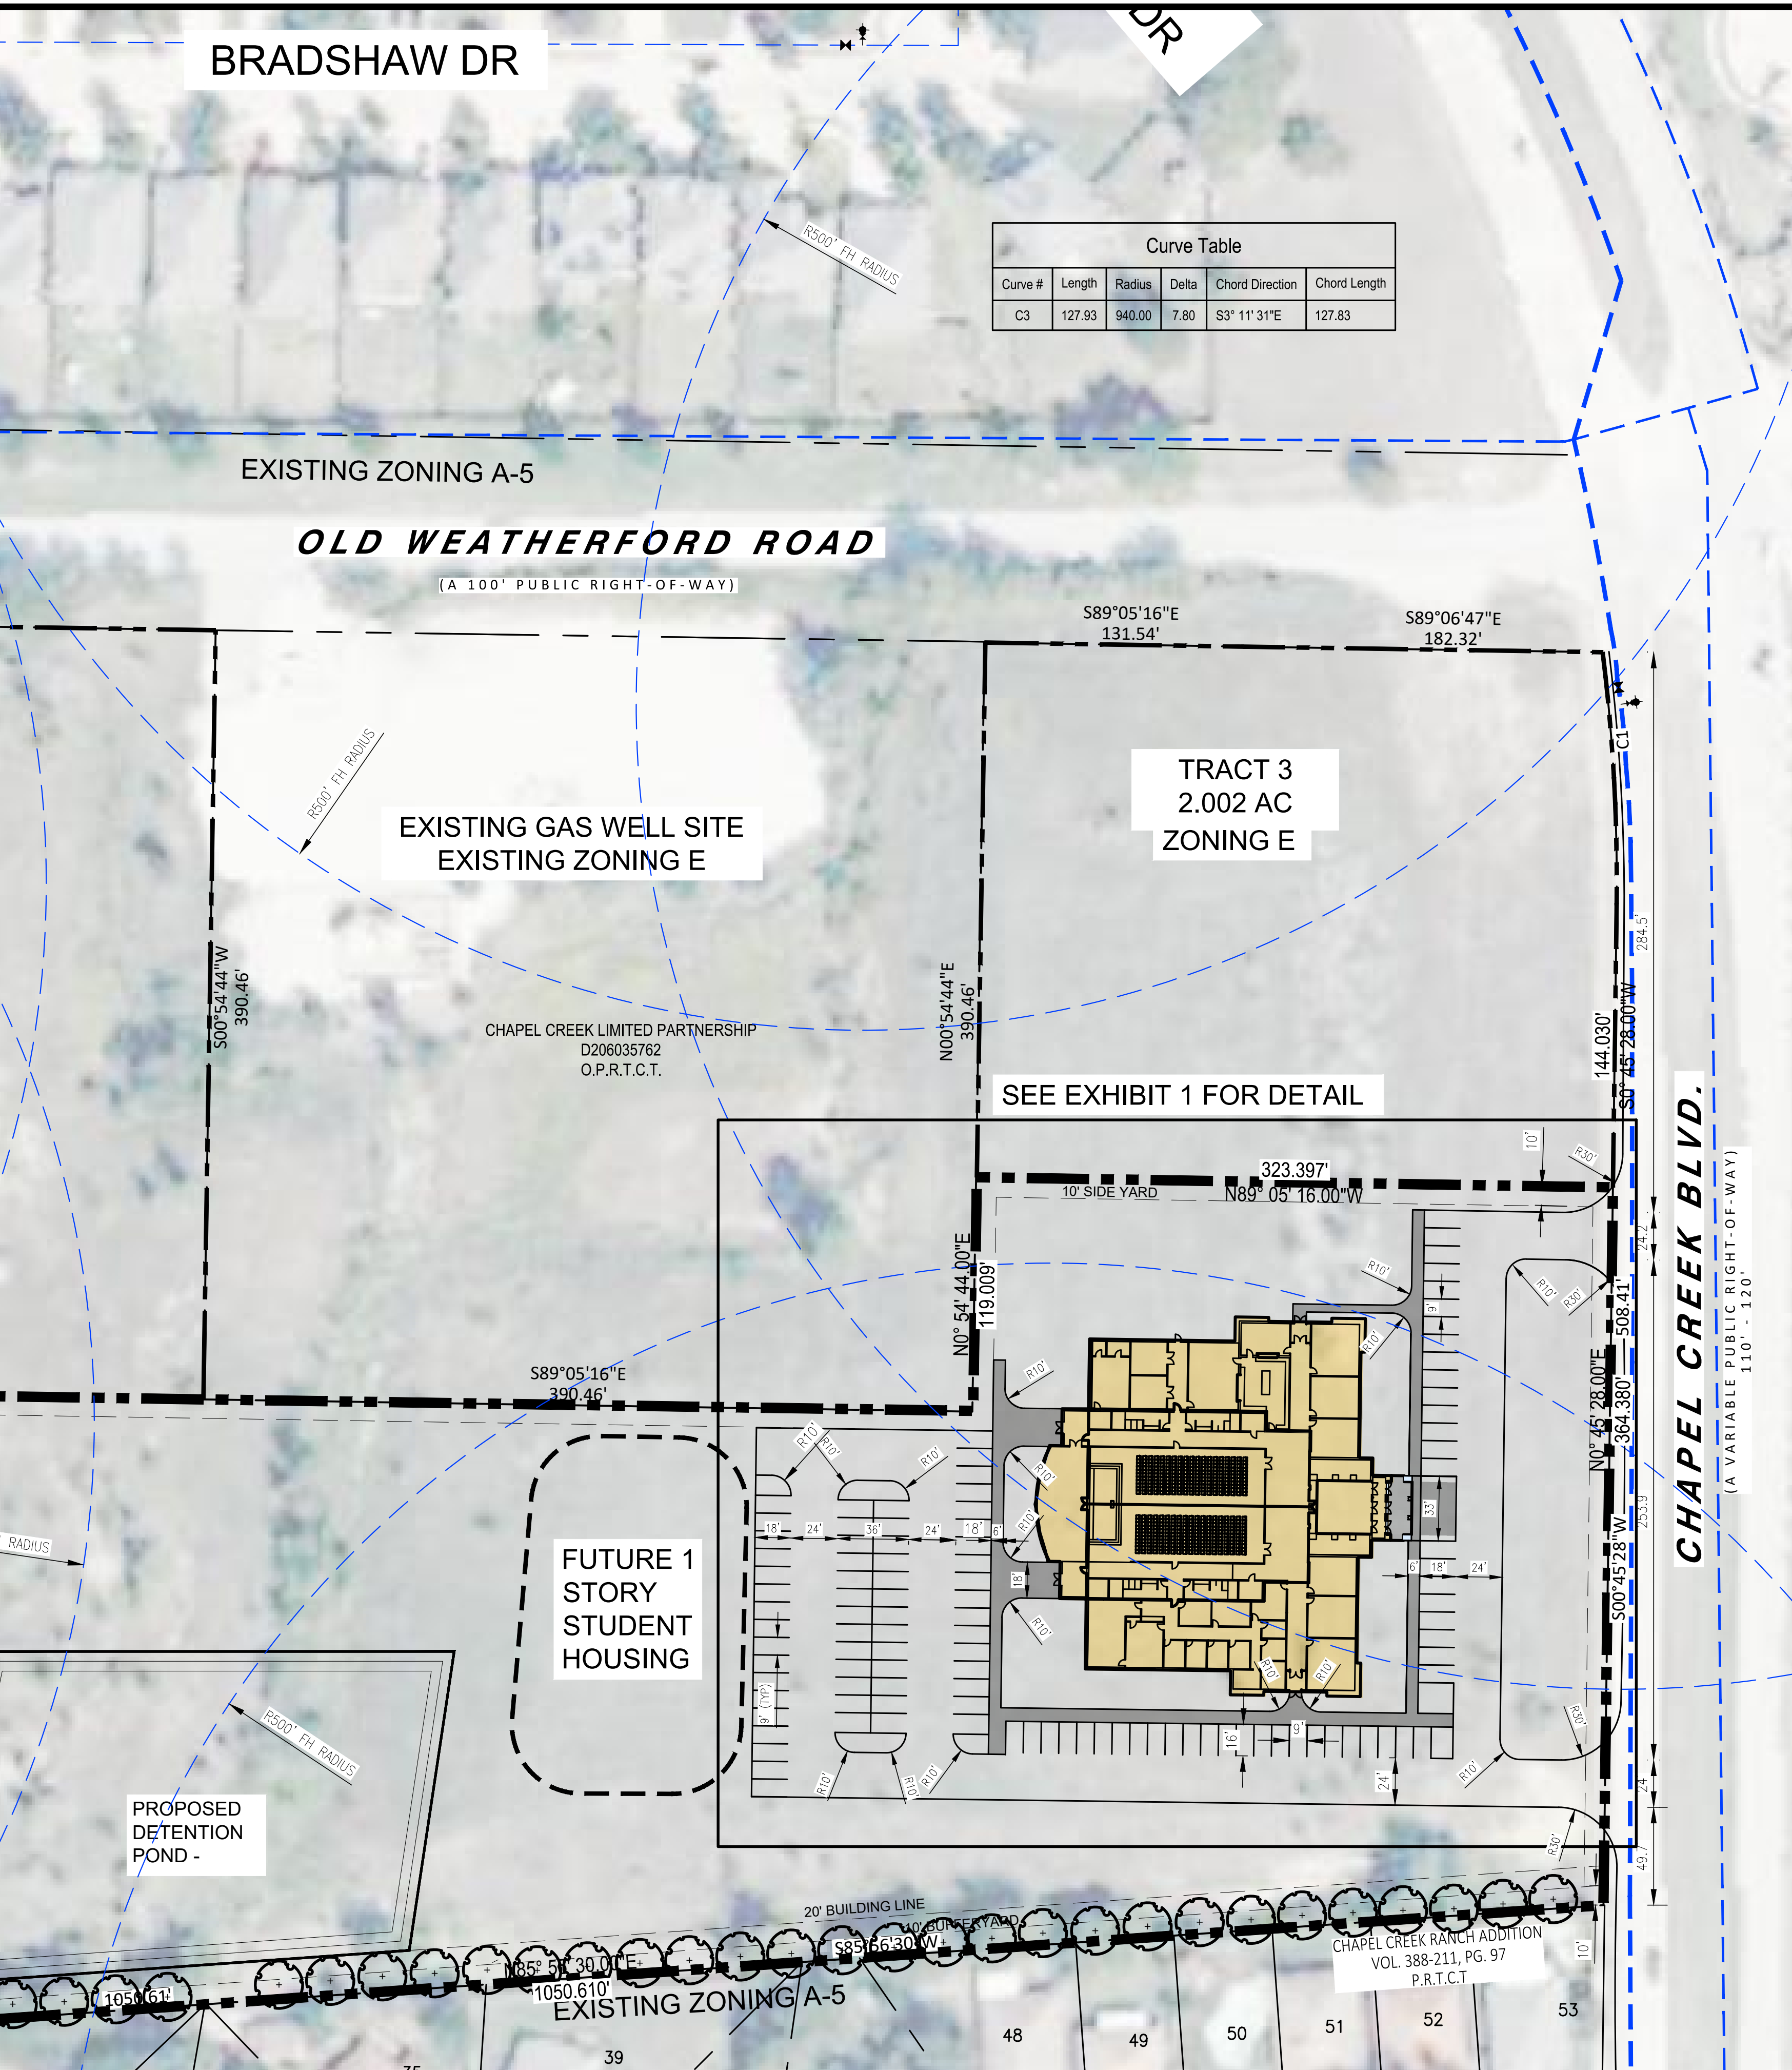 BRADSHAW DR
DR
R500' FH RADIUS
Curve Table
Curve # Length Radius Delta Chord Direction Chord Length
C3 127.93 940.00 7.80 S3° 11' 31"E 127.83
EXISTING ZONING A-5
OLD WEATHERFORD ROAD
(A 100' PUBLIC RIGHT-OF-WAY)
S89°05'16"E
131.54'
S89°06'47"E
182.32'
C1
R500' FH RADIUS
TRACT 3
2.002 AC
ZONING E
EXISTING GAS WELL SITE
EXISTING ZONING E
284.5'
S00°54'44"W
390.46'
N00°54'44"E
390.46'
CHAPEL CREEK LIMITED PARTNERSHIP
D206035762
O.P.R.T.C.T.
144.030'
S0° 45' 28.00"W
SEE EXHIBIT 1 FOR DETAIL
CHAPEL CREEK BLVD.
(A VARIABLE PUBLIC RIGHT-OF-WAY)
110' - 120'
10'
R30'
323.397'
10' SIDE YARD
N89° 05' 16.00"W
24.2
N0° 54' 44.00"E
119.009'
R10'
R10'
R30'
9'
R10'
508.41'
N0° 45' 28.00"E
364.380'
S89°05'16"E
390.46'
R10'
R10'
R10'
R10'
R10'
R10'
18'
24'
36'
24'
18'
6'
33'
253.9
RADIUS
FUTURE 1
STORY
STUDENT
HOUSING
18'
6'
18'
24'
S00°45'28"W
R10'
R10'
R10'
9' (TYP)
R500' FH RADIUS
16'
9'
R30'
R10'
24'
24
R10'
R10'
R10'
PROPOSED
DETENTION
POND -
R30'
49.7
20' BUILDING LINE
10' BUFFERYARD
S85°56'30"W
N85° 56' 30.00"E
1050.61'
1050.610'
EXISTING ZONING A-5
CHAPEL CREEK RANCH ADDITION
VOL. 388-211, PG. 97
P.R.T.C.T
10'
35
39
48
49
50
51
52
53